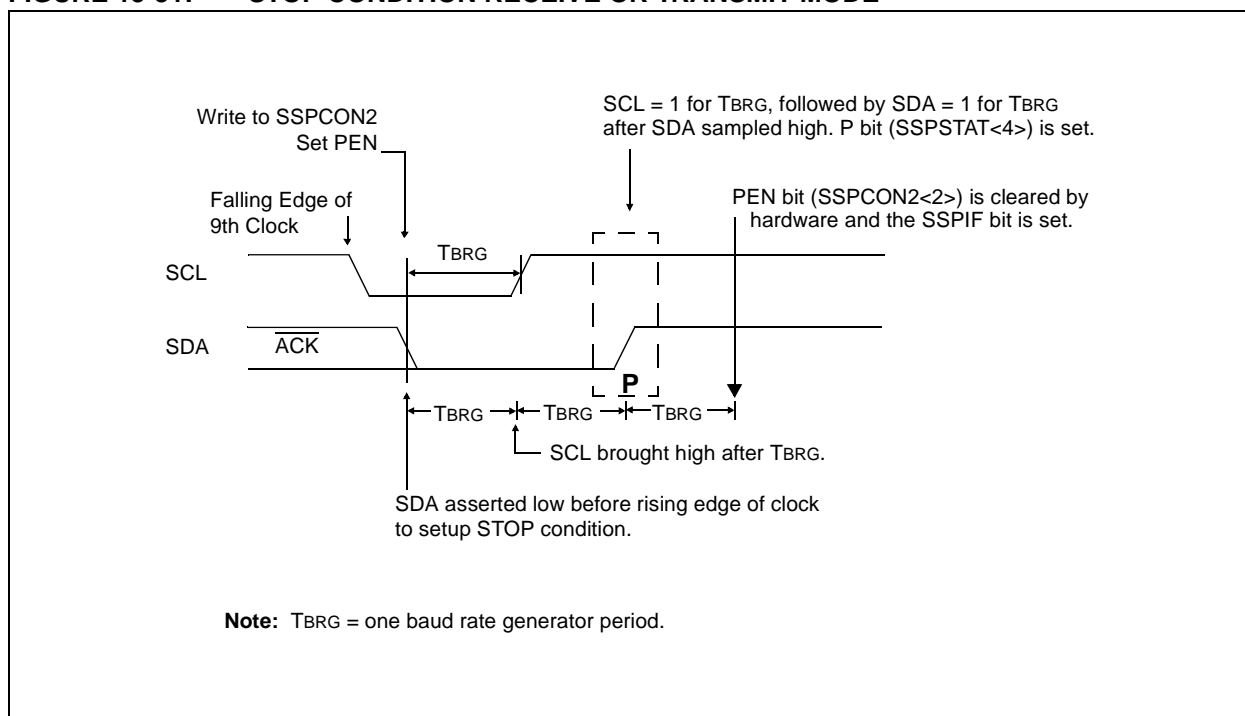 Write to SSPCON2
Set PEN
SCL = 1 for TBRG, followed by SDA = 1 for TBRG
after SDA sampled high. P bit (SSPSTAT<4>) is set.
Falling Edge of
9th Clock
PEN bit (SSPCON2<2>) is cleared by
hardware and the SSPIF bit is set.
TBRG
SCL
SDA
ACK
P
TBRG
TBRG
TBRG
SCL brought high after TBRG.
SDA asserted low before rising edge of clock
to setup STOP condition.
Note: TBRG = one baud rate generator period.